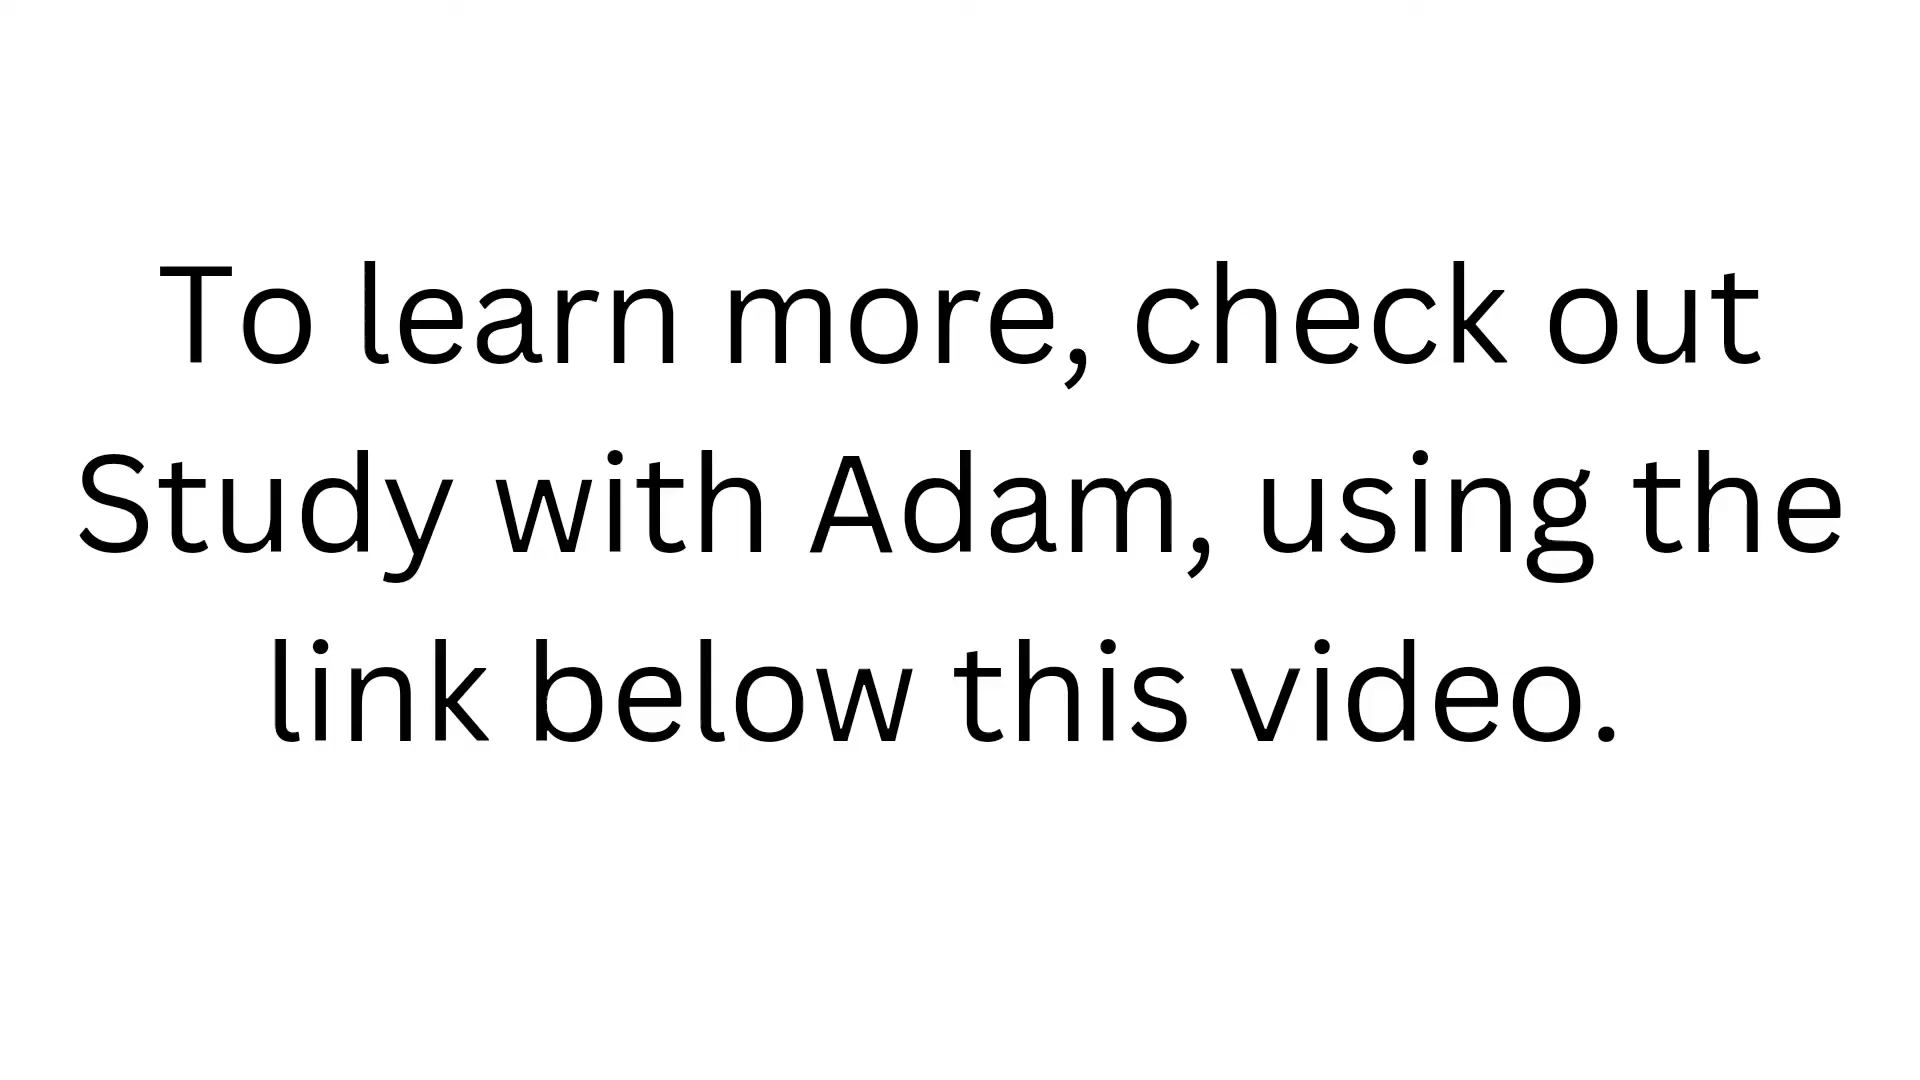 To learn more, check out
Study with Adam, using the
link below this video.